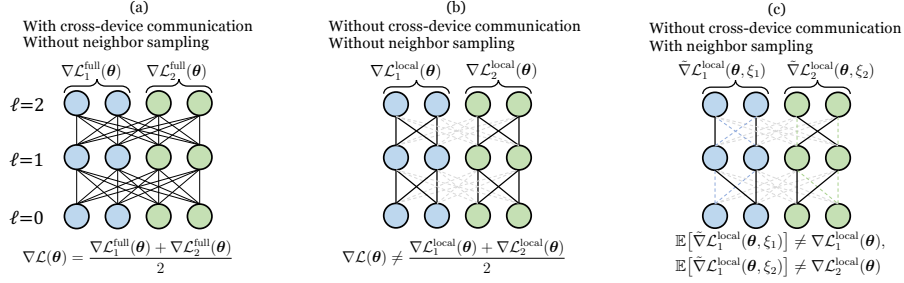 (a)
With cross-device communication
Without neighbor sampling
∇ℒ₁^full(θ) ∇ℒ₂^full(θ)
ℓ=2
ℓ=1
ℓ=0
∇ℒ(θ) = (∇ℒ₁^full(θ) + ∇ℒ₂^full(θ)) / 2
(b)
Without cross-device communication
Without neighbor sampling
∇ℒ₁^local(θ) ∇ℒ₂^local(θ)
∇ℒ(θ) ≠ (∇ℒ₁^local(θ) + ∇ℒ₂^local(θ)) / 2
(c)
Without cross-device communication
With neighbor sampling
∇̃ℒ₁^local(θ, ξ₁) ∇̃ℒ₂^local(θ, ξ₂)
𝔼[∇̃ℒ₁^local(θ, ξ₁)] ≠ ∇ℒ₁^local(θ),
𝔼[∇̃ℒ₁^local(θ, ξ₂)] ≠ ∇ℒ₂^local(θ)